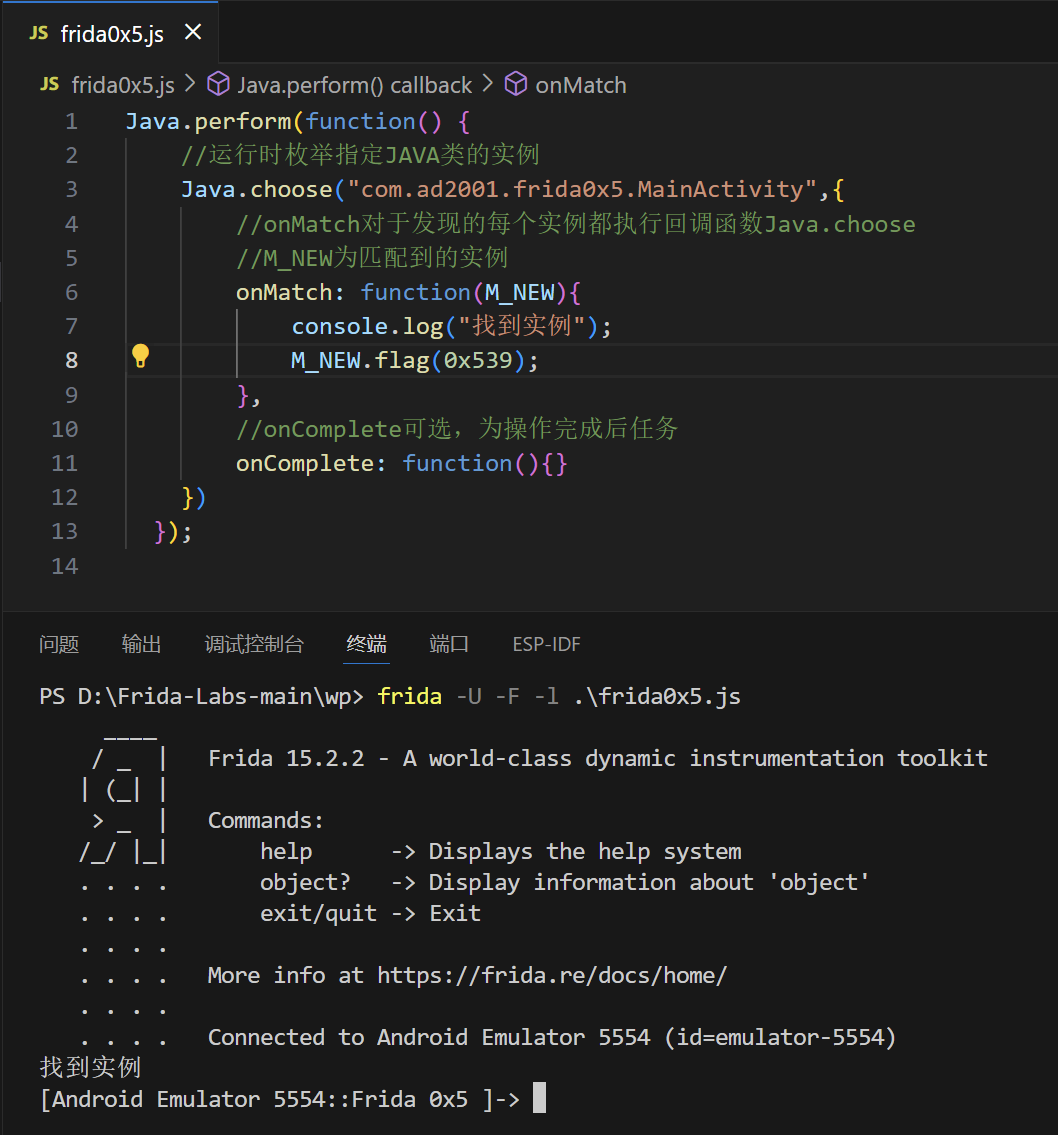 JS frida0x5.js ×
JS frida0x5.js > Java.perform() callback > onMatch
1 Java.perform(function() {
2 //运行时枚举指定JAVA类的实例
3 Java.choose("com.ad2001.frida0x5.MainActivity",{
4 //onMatch对于发现的每个实例都执行回调函数Java.choose
5 //M_NEW为匹配到的实例
6 onMatch: function(M_NEW){
7 console.log("找到实例");
8 M_NEW.flag(0x539);
9 },
10 //onComplete可选，为操作完成后任务
11 onComplete: function(){}
12 })
13 });
14
问题 输出 调试控制台 终端 端口 ESP-IDF
PS D:\Frida-Labs-main\wp> frida -U -F -l .\frida0x5.js
     ____
    / _  |   Frida 15.2.2 - A world-class dynamic instrumentation toolkit
   | (_| |
    > _  |   Commands:
   /_/ |_|       help      -> Displays the help system
   . . . .       object?   -> Display information about 'object'
   . . . .       exit/quit -> Exit
   . . . .
   . . . .   More info at https://frida.re/docs/home/
   . . . .
   . . . .   Connected to Android Emulator 5554 (id=emulator-5554)
找到实例
[Android Emulator 5554::Frida 0x5 ]->